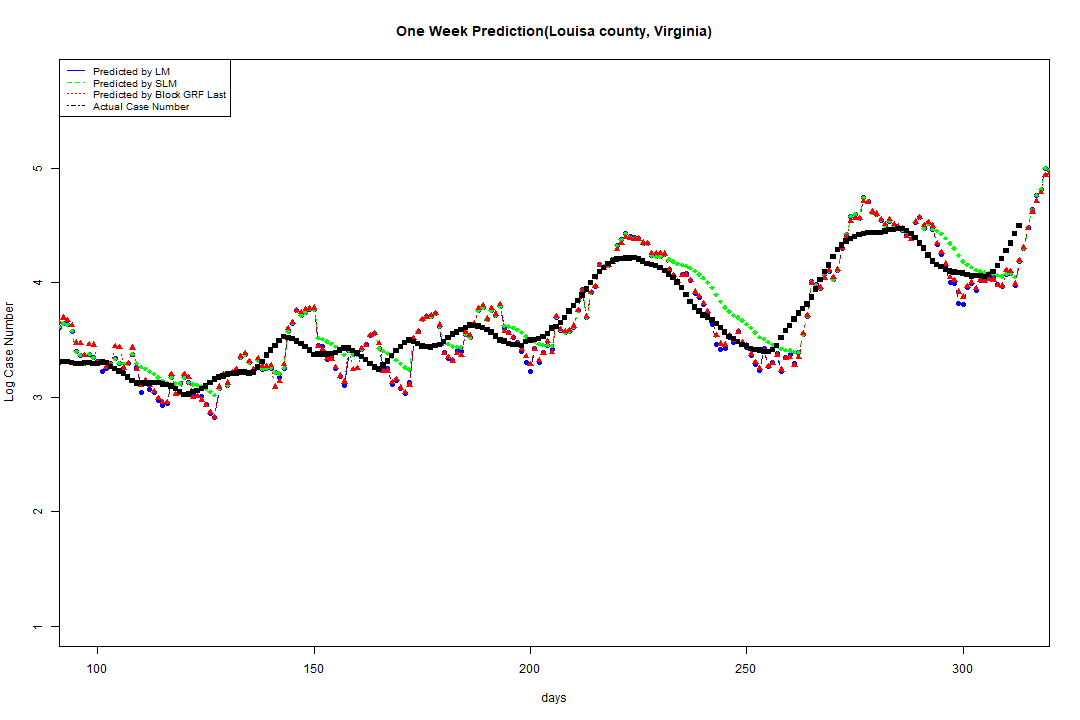 One Week Prediction(Louisa county, Virginia)
Predicted by LM
Predicted by SLM
Predicted by Block GRF Last
Actual Case Number
5
4
3
2
1
Log Case Number
100 150 200 250 300
days